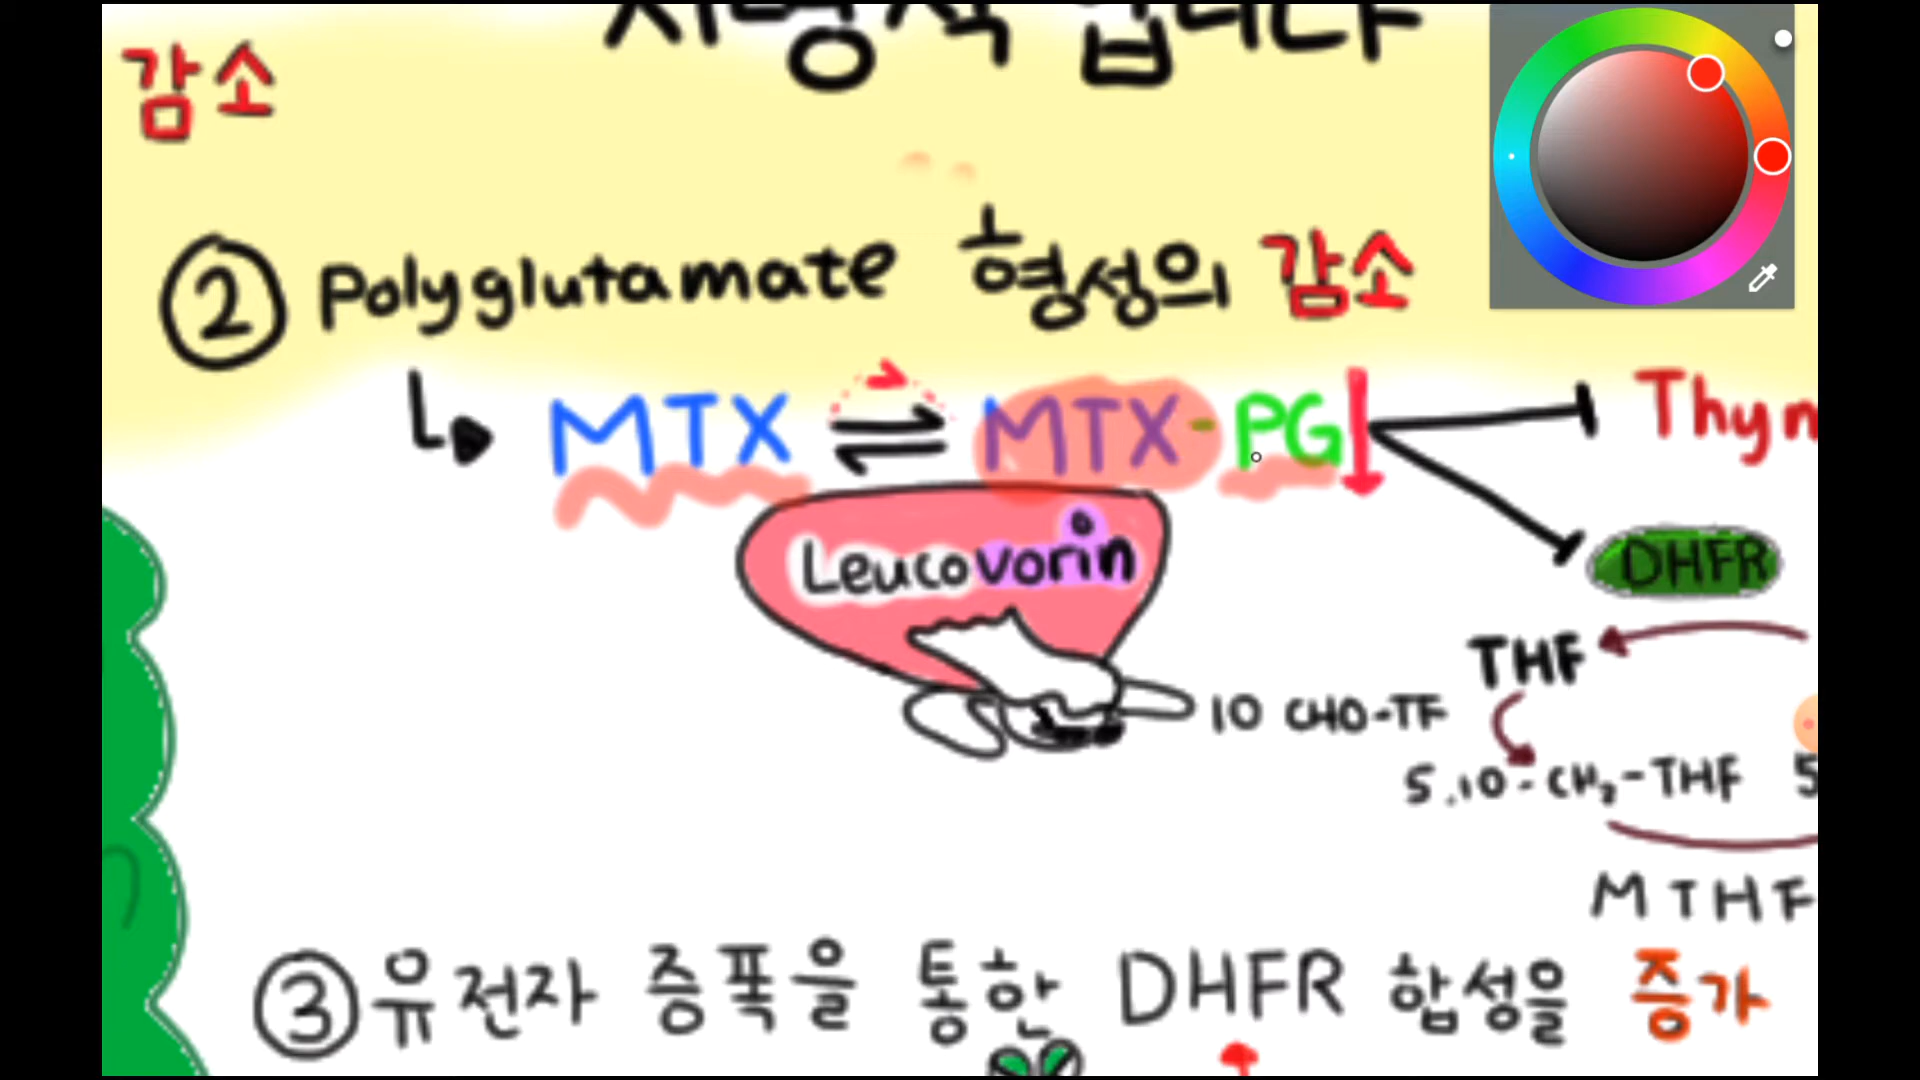 감소
② Polyglutamate 형성의 감소
MTX ⇌ MTX-PG
Thym
DHFR
Leucovorin
THF
10 CHO-TF
5.10-CH₂-THF 5
MTHF
③ 유전자 증폭을 통한 DHFR 합성을 증가